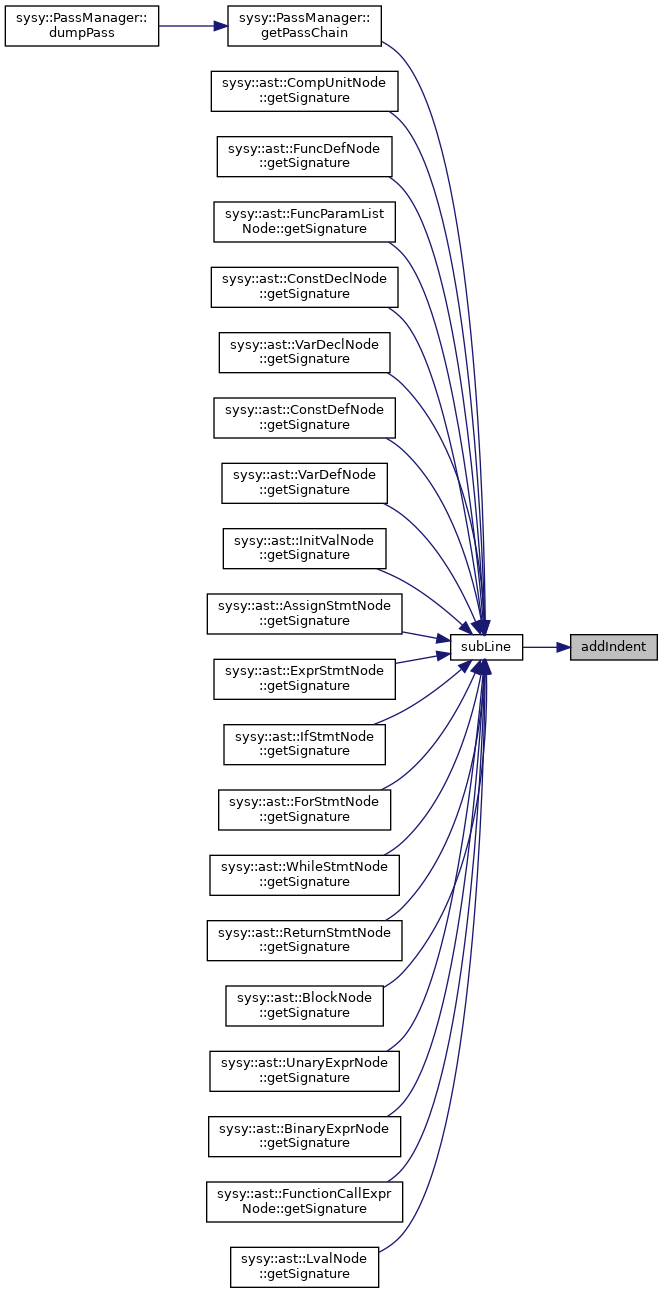 sysy::PassManager::
dumpPass
sysy::PassManager::
getPassChain
sysy::ast::CompUnitNode
::getSignature
sysy::ast::FuncDefNode
::getSignature
sysy::ast::FuncParamList
Node::getSignature
sysy::ast::ConstDeclNode
::getSignature
sysy::ast::VarDeclNode
::getSignature
sysy::ast::ConstDefNode
::getSignature
sysy::ast::VarDefNode
::getSignature
sysy::ast::InitValNode
::getSignature
sysy::ast::AssignStmtNode
::getSignature
sysy::ast::ExprStmtNode
::getSignature
sysy::ast::IfStmtNode
::getSignature
sysy::ast::ForStmtNode
::getSignature
sysy::ast::WhileStmtNode
::getSignature
sysy::ast::ReturnStmtNode
::getSignature
sysy::ast::BlockNode
::getSignature
sysy::ast::UnaryExprNode
::getSignature
sysy::ast::BinaryExprNode
::getSignature
sysy::ast::FunctionCallExpr
Node::getSignature
sysy::ast::LvalNode
::getSignature
subLine
addIndent